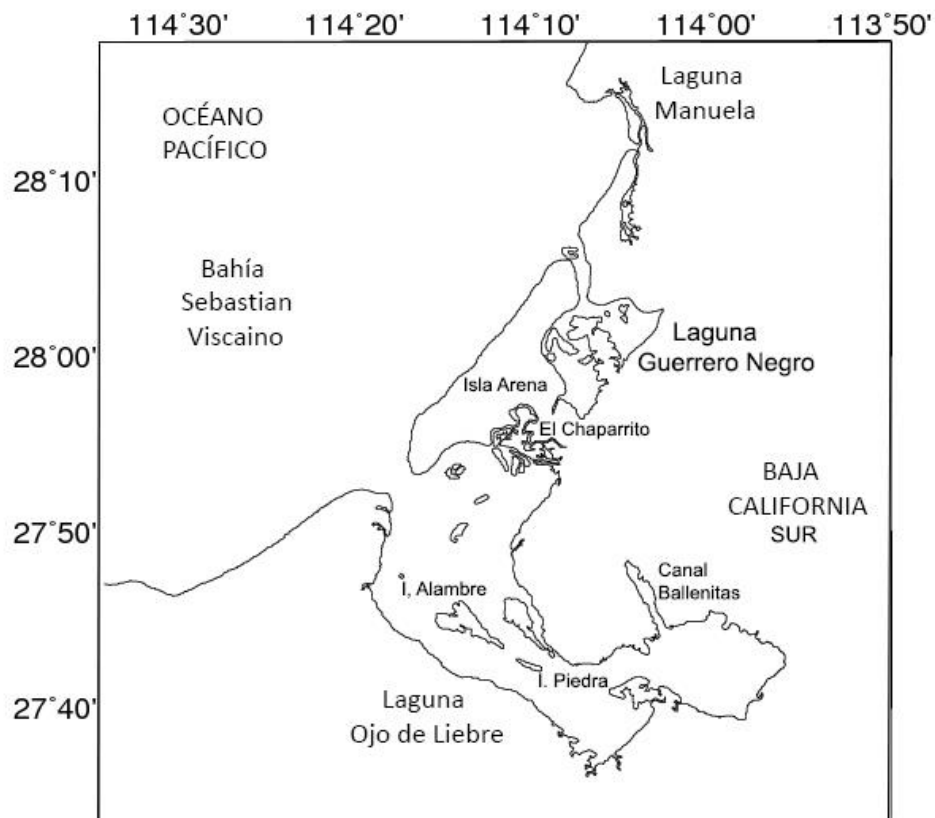 114°30' 114°20' 114°10' 114°00' 113°50'
Laguna
Manuela
OCÉANO
PACÍFICO
28°10'
Bahía
Sebastian
Viscaino
Laguna
Guerrero Negro
28°00'
Isla Arena
El Chaparrito
BAJA
CALIFORNIA
SUR
27°50'
Canal
Ballenitas
I, Alambre
I. Piedra
27°40'
Laguna
Ojo de Liebre